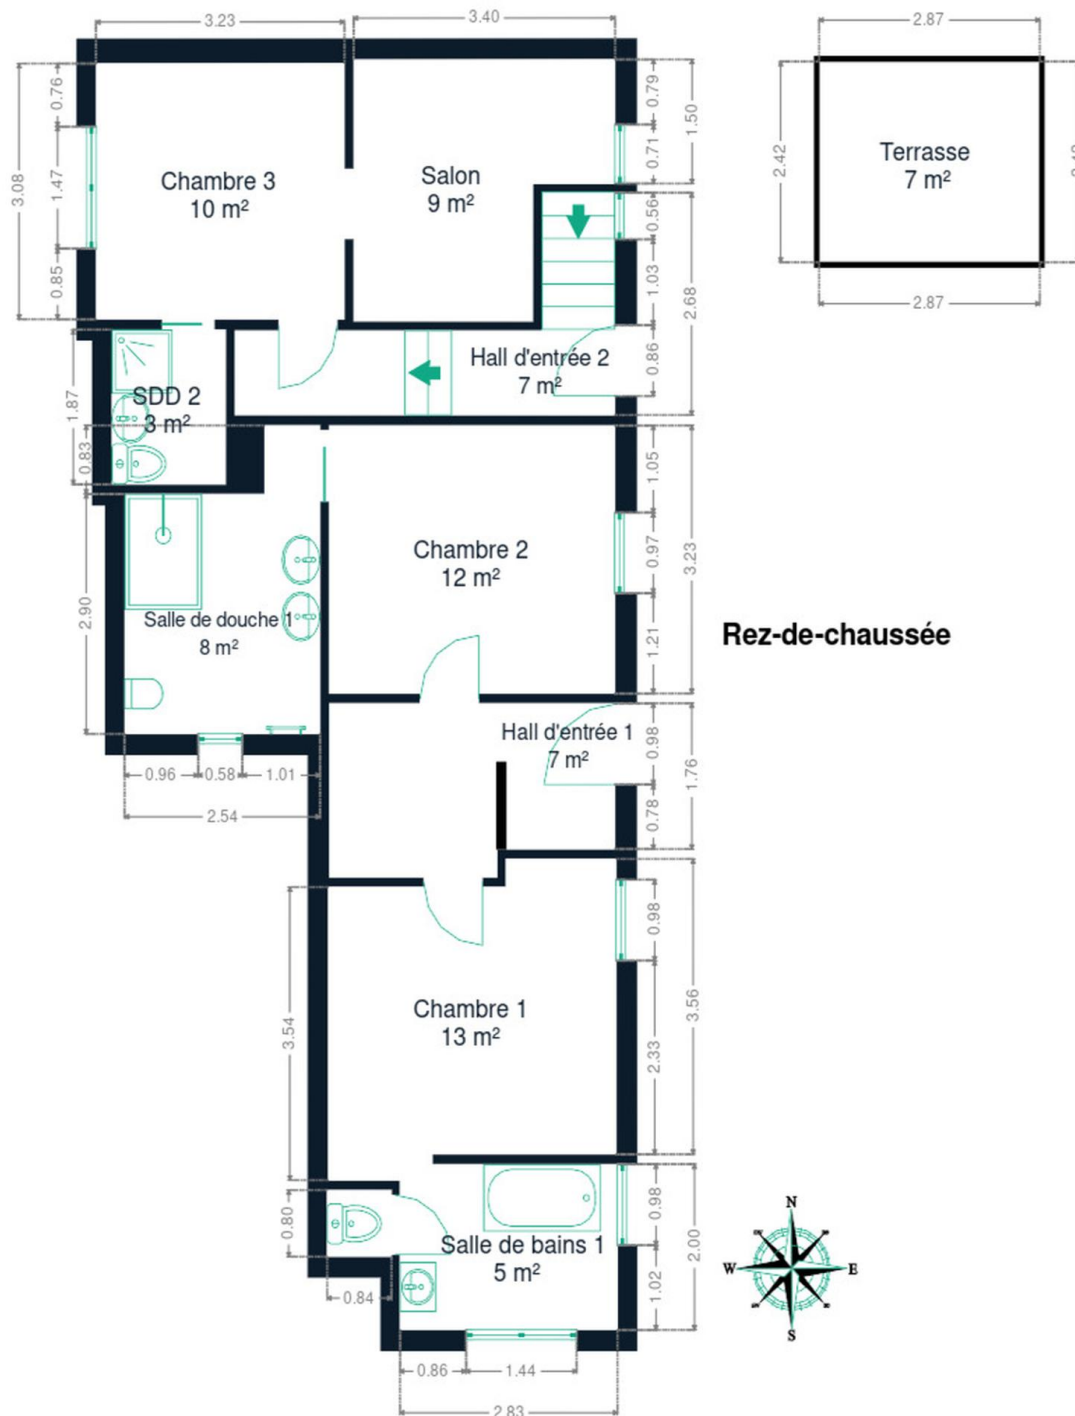 3.23
3.40
2.87
3.08
0.76
1.47
0.85
Chambre 3
10 m²
Salon
9 m²
0.79
0.71
1.50
0.56
1.03
0.86
2.68
2.42
Terrasse
7 m²
2.87
Hall d'entrée 2
7 m²
SDD 2
3 m²
1.87
0.83
Chambre 2
12 m²
1.05
0.97
1.21
3.23
Salle de douche 1
8 m²
2.90
Rez-de-chaussée
Hall d'entrée 1
7 m²
0.98
0.78
1.76
0.96
0.58
1.01
2.54
Chambre 1
13 m²
3.54
0.98
2.33
3.56
0.80
Salle de bains 1
5 m²
0.98
1.02
2.00
0.84
0.86
1.44
2.83
N
W
E
S